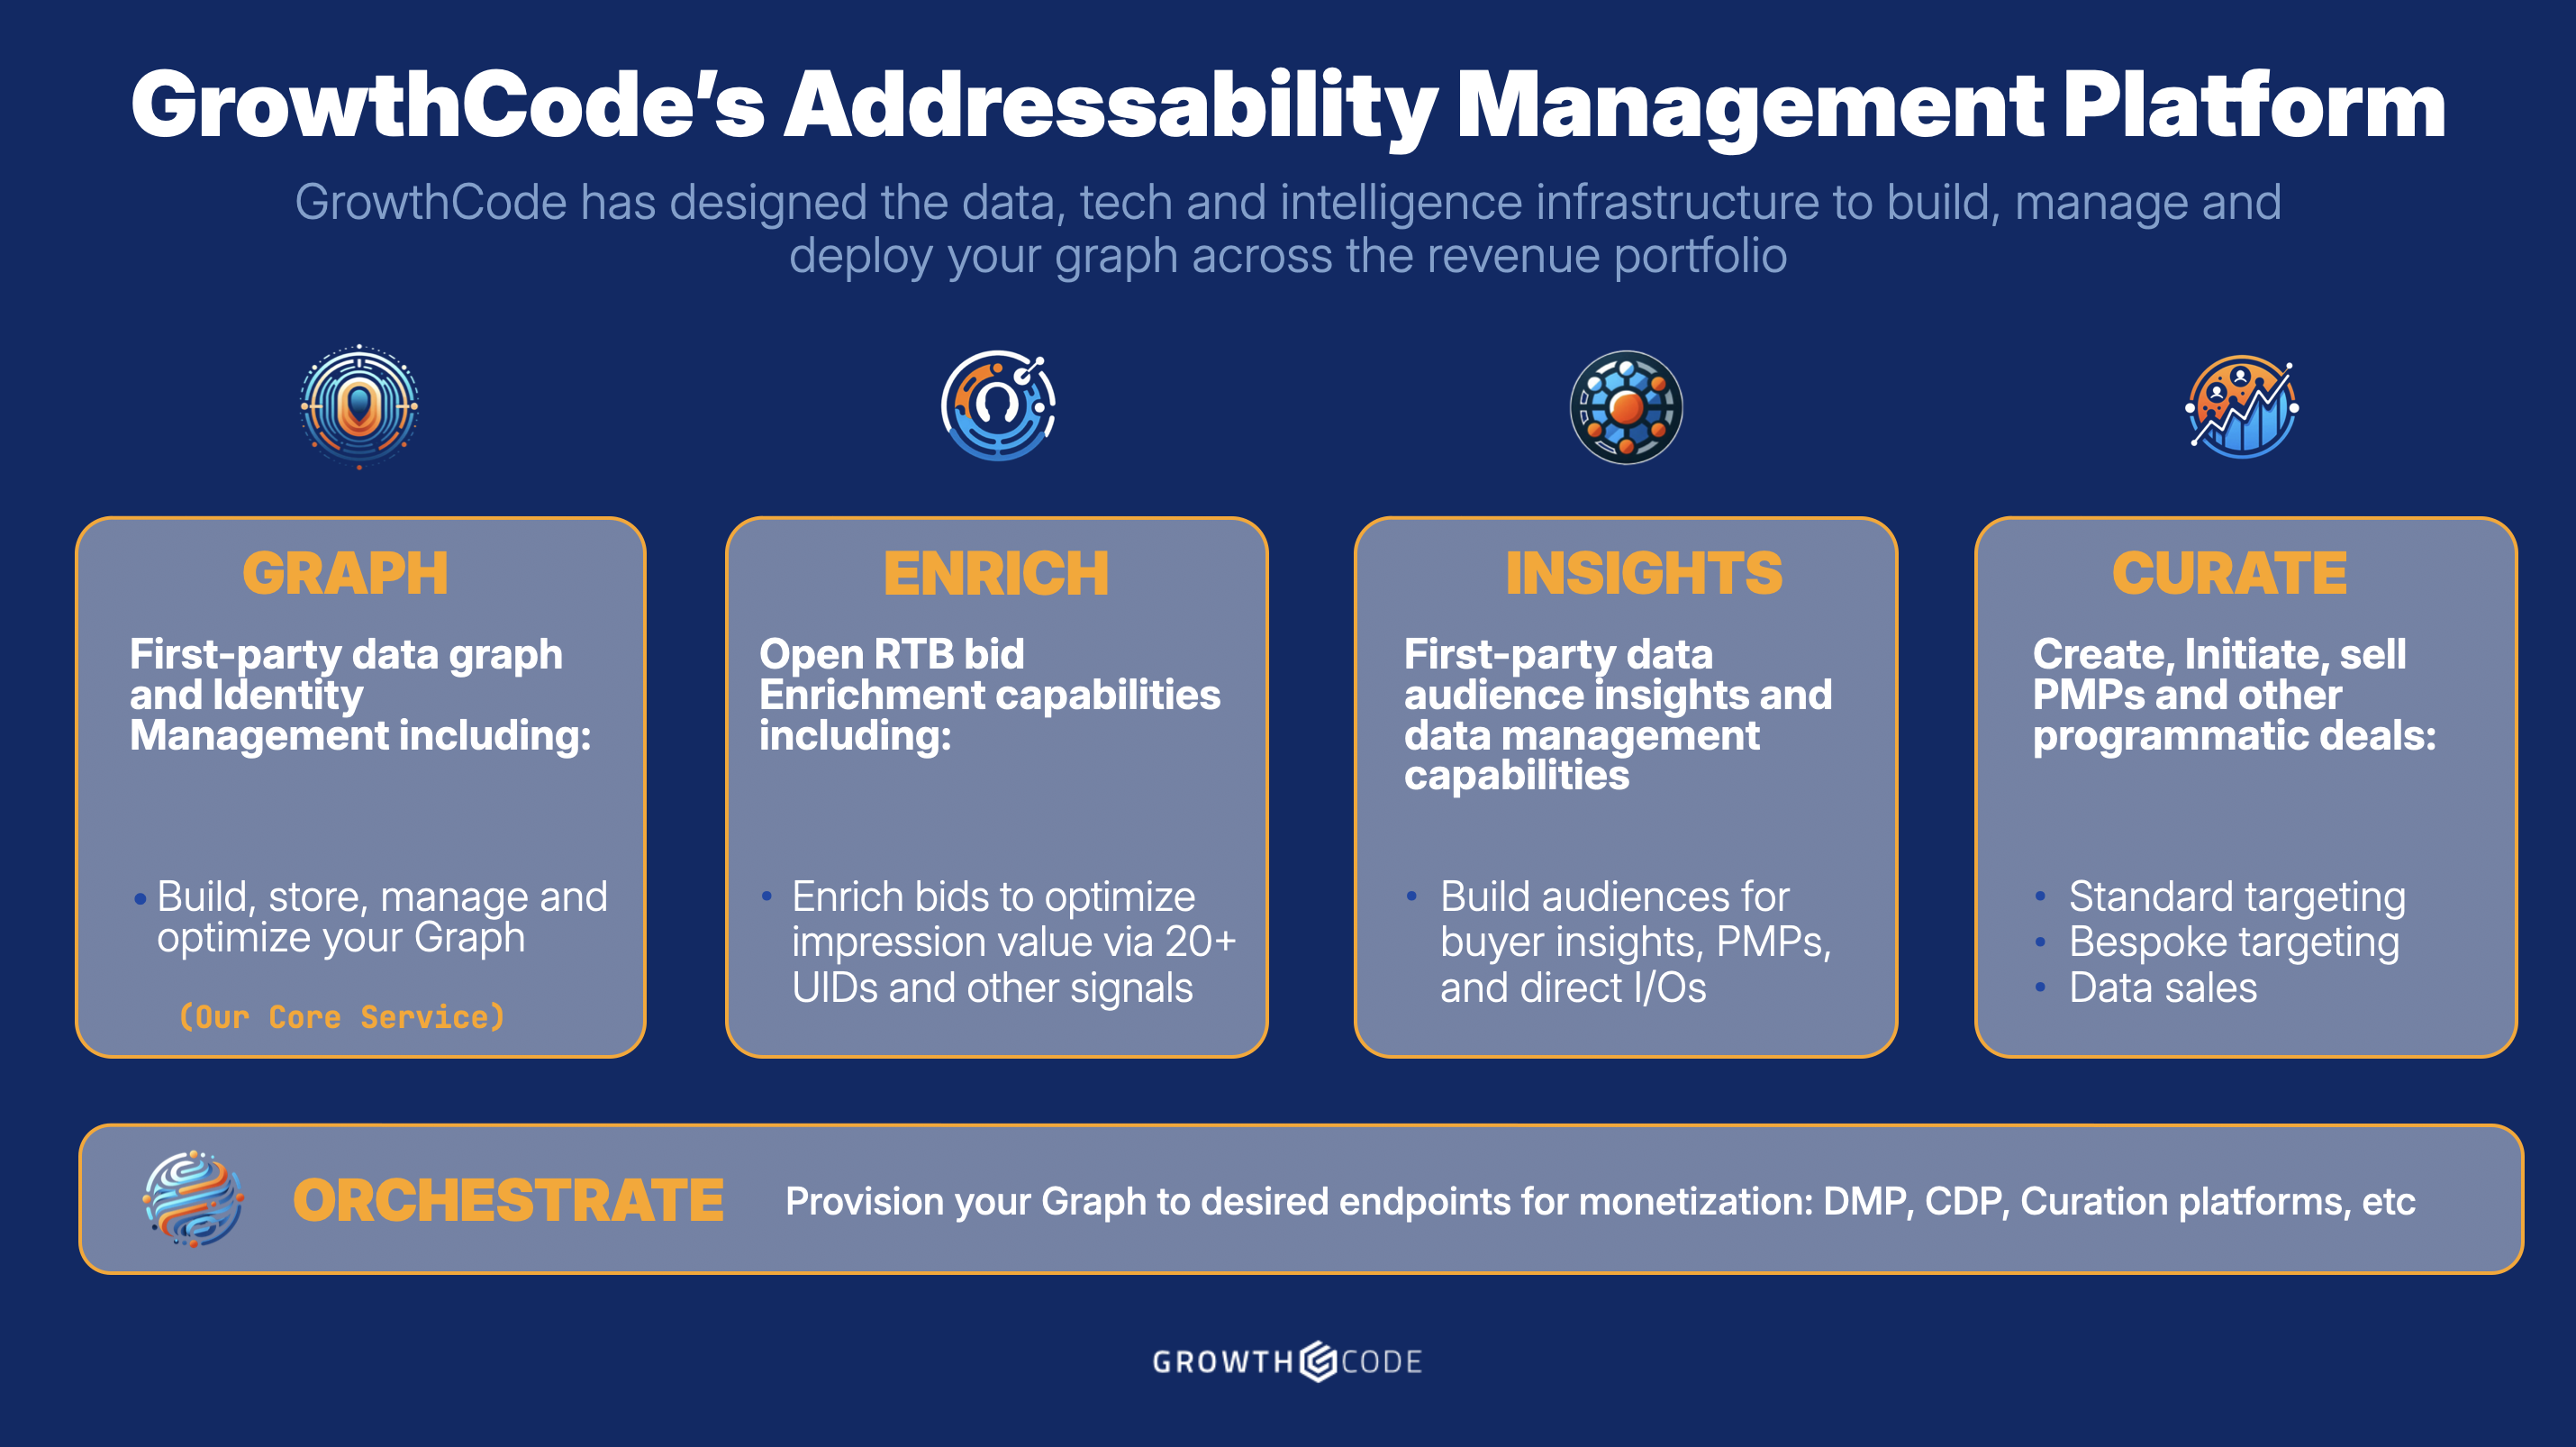 GrowthCode’s Addressability Management Platform
GrowthCode has designed the data, tech and intelligence infrastructure to build, manage and
deploy your graph across the revenue portfolio
GRAPH
First-party data graph
and Identity
Management including:
• Build, store, manage and
optimize your Graph
(Our Core Service)
ENRICH
Open RTB bid
Enrichment capabilities
including:
• Enrich bids to optimize
impression value via 20+
UIDs and other signals
INSIGHTS
First-party data
audience insights and
data management
capabilities
• Build audiences for
buyer insights, PMPs,
and direct I/Os
CURATE
Create, Initiate, sell
PMPs and other
programmatic deals:
• Standard targeting
• Bespoke targeting
• Data sales
ORCHESTRATE
Provision your Graph to desired endpoints for monetization: DMP, CDP, Curation platforms, etc
GROWTH CODE